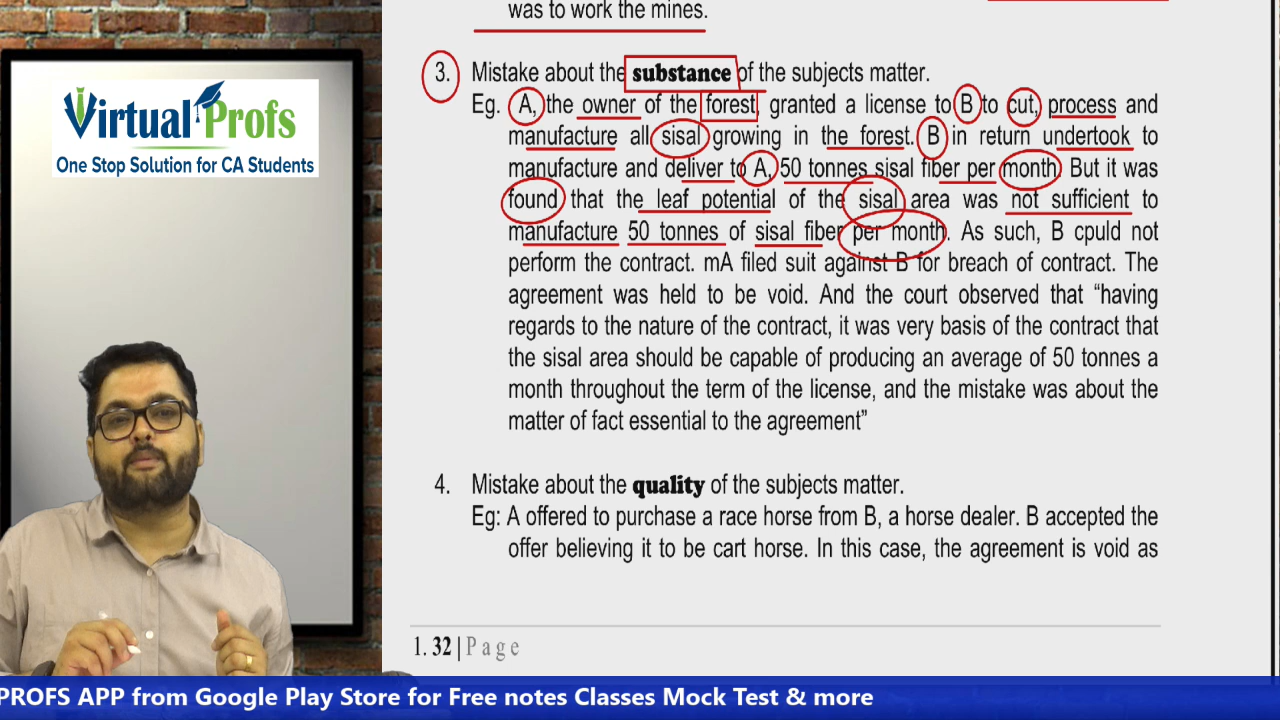 Virtual Profs
One Stop Solution for CA Students
was to work the mines.
3. Mistake about the substance of the subjects matter.
Eg. A, the owner of the forest, granted a license to B to cut, process and
manufacture all sisal growing in the forest. B in return undertook to
manufacture and deliver to A, 50 tonnes sisal fiber per month. But it was
found that the leaf potential of the sisal area was not sufficient to
manufacture 50 tonnes of sisal fiber per month. As such, B cpuld not
perform the contract. mA filed suit against B for breach of contract. The
agreement was held to be void. And the court observed that “having
regards to the nature of the contract, it was very basis of the contract that
the sisal area should be capable of producing an average of 50 tonnes a
month throughout the term of the license, and the mistake was about the
matter of fact essential to the agreement”
4. Mistake about the quality of the subjects matter.
Eg: A offered to purchase a race horse from B, a horse dealer. B accepted the
offer believing it to be cart horse. In this case, the agreement is void as
1. 32 | Page
PROFS APP from Google Play Store for Free notes Classes Mock Test & more